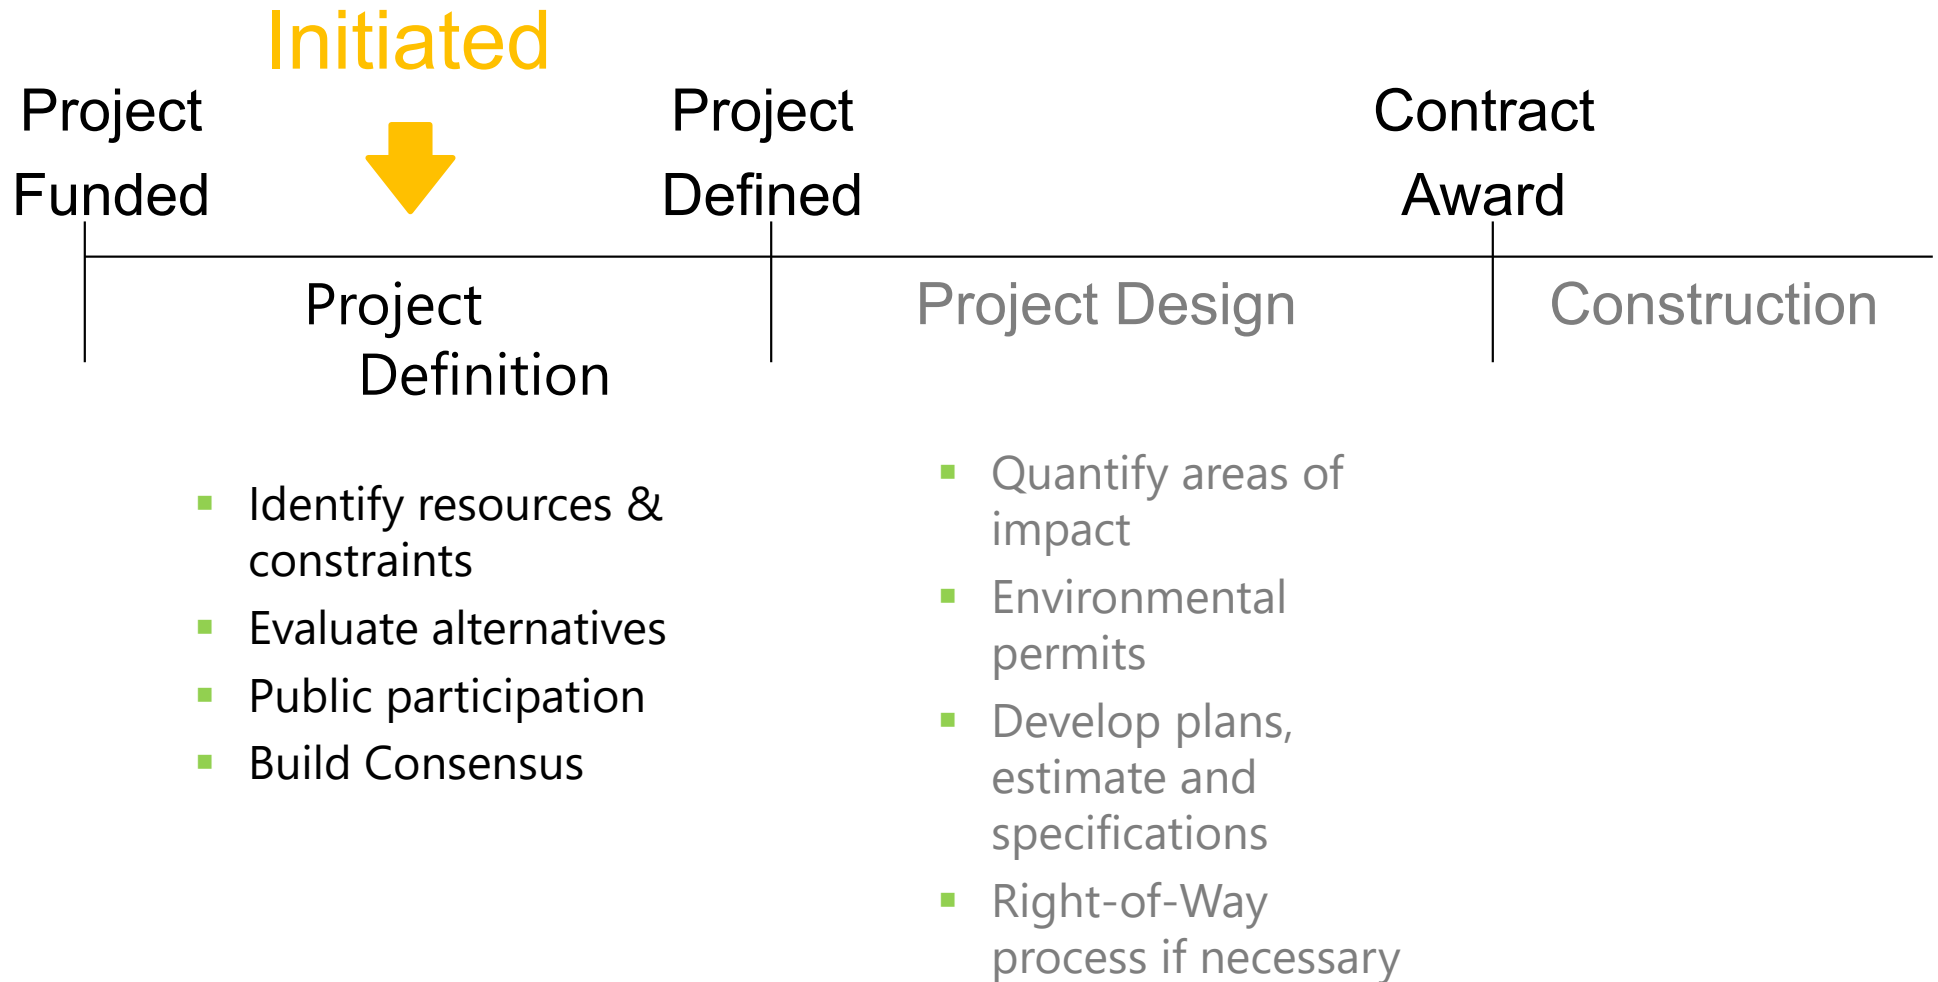 Initiated
Project
Funded
Project
Defined
Contract
Award
Project
Definition
Project Design
Construction
▪ Identify resources &
constraints
▪ Evaluate alternatives
▪ Public participation
▪ Build Consensus
▪ Quantify areas of
impact
▪ Environmental
permits
▪ Develop plans,
estimate and
specifications
▪ Right-of-Way
process if necessary